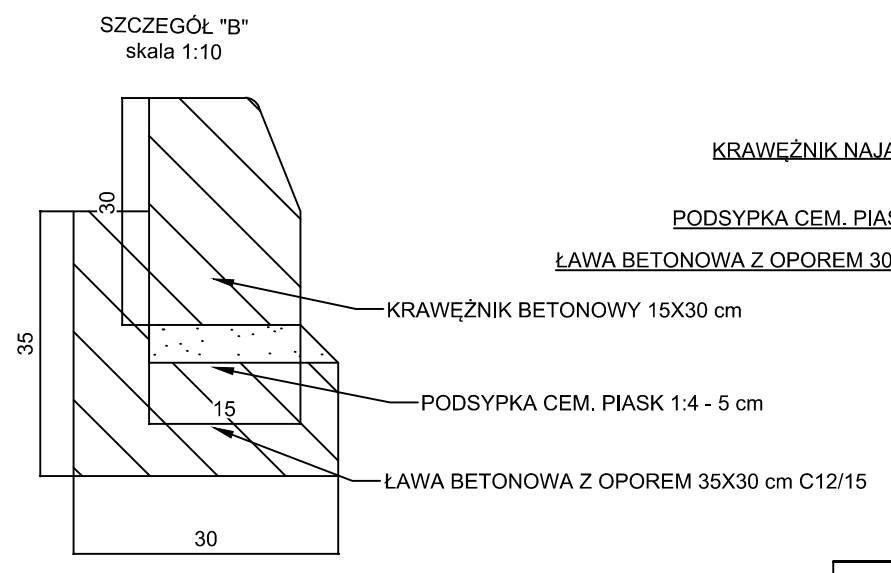 SZCZEGÓŁ "B"
skala 1:10
KRAWĘŻNIK NAJA
30
PODSYPKA CEM. PIAS
ŁAWA BETONOWA Z OPOREM 30
KRAWĘŻNIK BETONOWY 15X30 cm
35
15
PODSYPKA CEM. PIASK 1:4 - 5 cm
ŁAWA BETONOWA Z OPOREM 35X30 cm C12/15
30